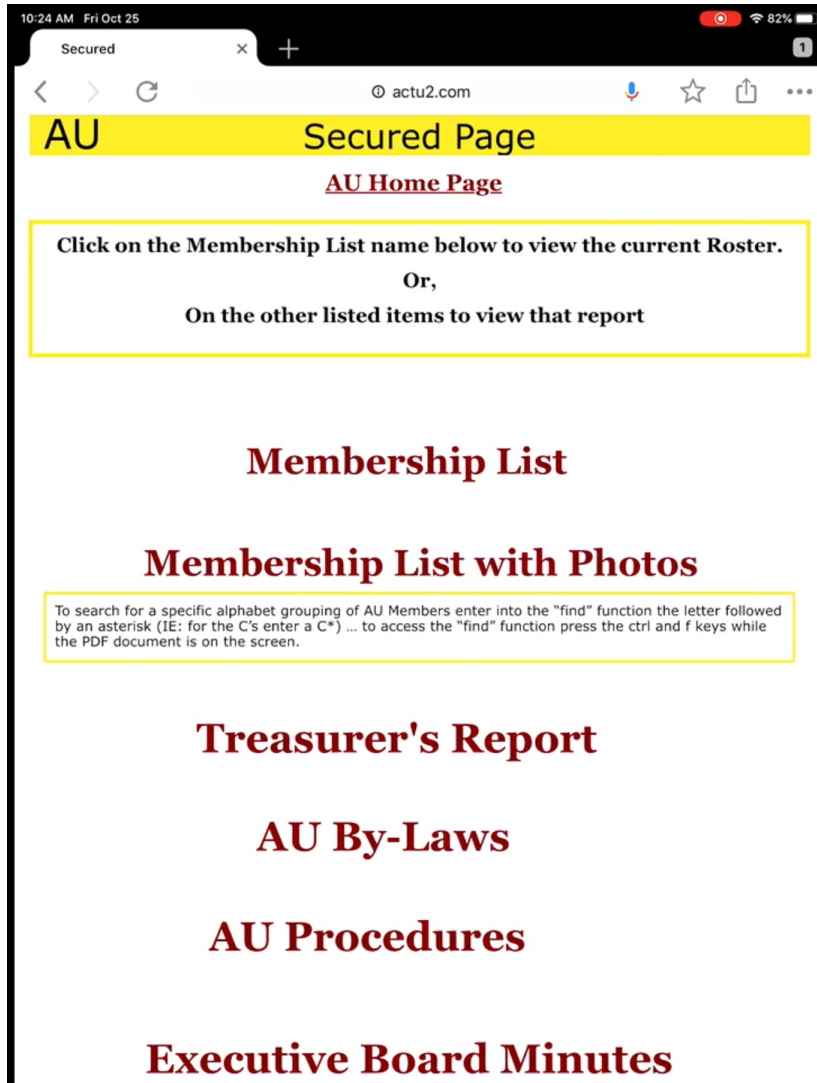 10:24 AM Fri Oct 25
82%
Secured
1
actu2.com
AU Secured Page
AU Home Page
Click on the Membership List name below to view the current Roster.
Or,
On the other listed items to view that report
Membership List
Membership List with Photos
To search for a specific alphabet grouping of AU Members enter into the “find” function the letter followed
by an asterisk (IE: for the C’s enter a C*) ... to access the “find” function press the ctrl and f keys while
the PDF document is on the screen.
Treasurer's Report
AU By-Laws
AU Procedures
Executive Board Minutes